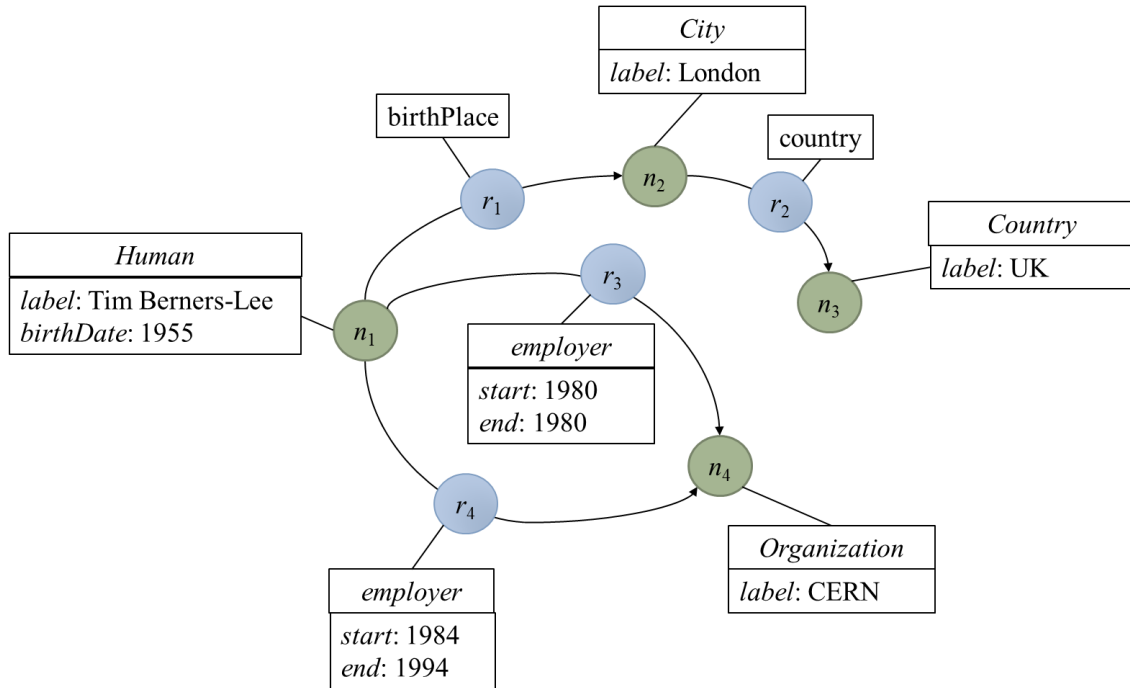 City
label: London
birthPlace
country
r1
n2
r2
Country
label: UK
Human
label: Tim Berners-Lee
birthDate: 1955
n1
r3
n3
employer
start: 1980
end: 1980
n4
r4
Organization
label: CERN
employer
start: 1984
end: 1994